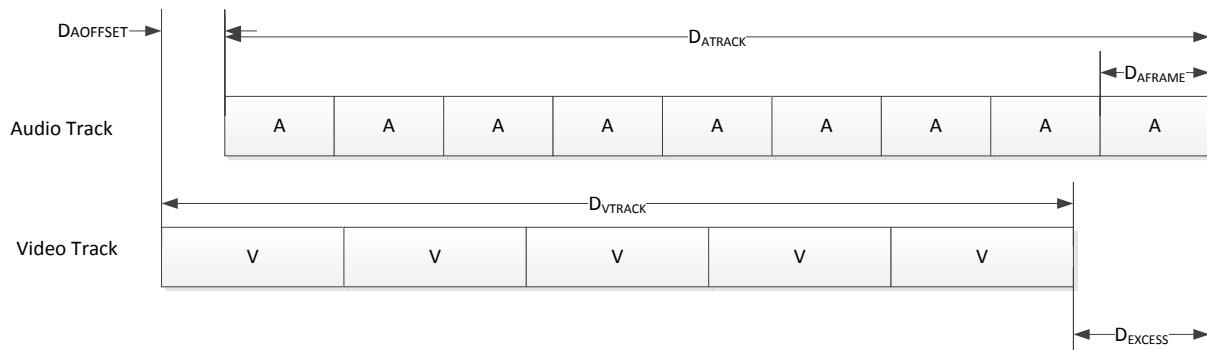 DAOFFSET
DATRACK
DAFRAME
Audio Track
A A A A A A A A A
DVTRACK
Video Track
V V V V V
DEXCESS